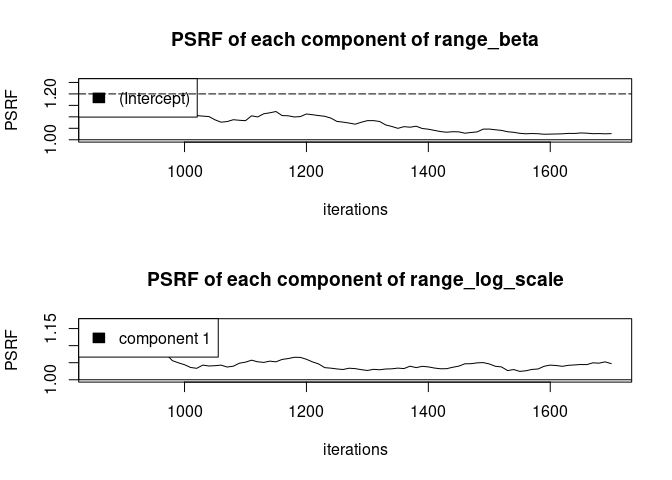 PSRF of each component of range_beta
PSRF
1.00 1.20
(Intercept)
1000 1200 1400 1600
iterations
PSRF of each component of range_log_scale
PSRF
1.00 1.15
component 1
1000 1200 1400 1600
iterations